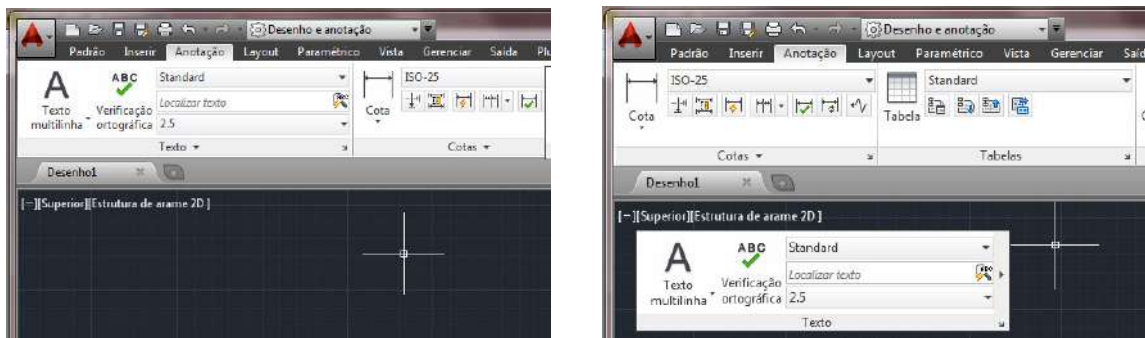 Desenho e anotação
Padrão Inserir Anotação Layout Paramétrico Vista Gerenciar Saída Plu
A ABC Standard ISO-25
Localizar texto
Texto multilinha Verificação ortográfica 2.5 Cota
Texto Cotas
Desenho1
[−][Superior][Estrutura de arame 2D]
Desenho e anotação
Padrão Inserir Anotação Layout Paramétrico Vista Gerenciar Saíd
ISO-25 Standard
Cota Tabela
Cotas Tabelas
Desenho1
[−][Superior][Estrutura de arame 2D]
A ABC Standard
Localizar texto
Texto multilinha Verificação ortográfica 2.5
Texto